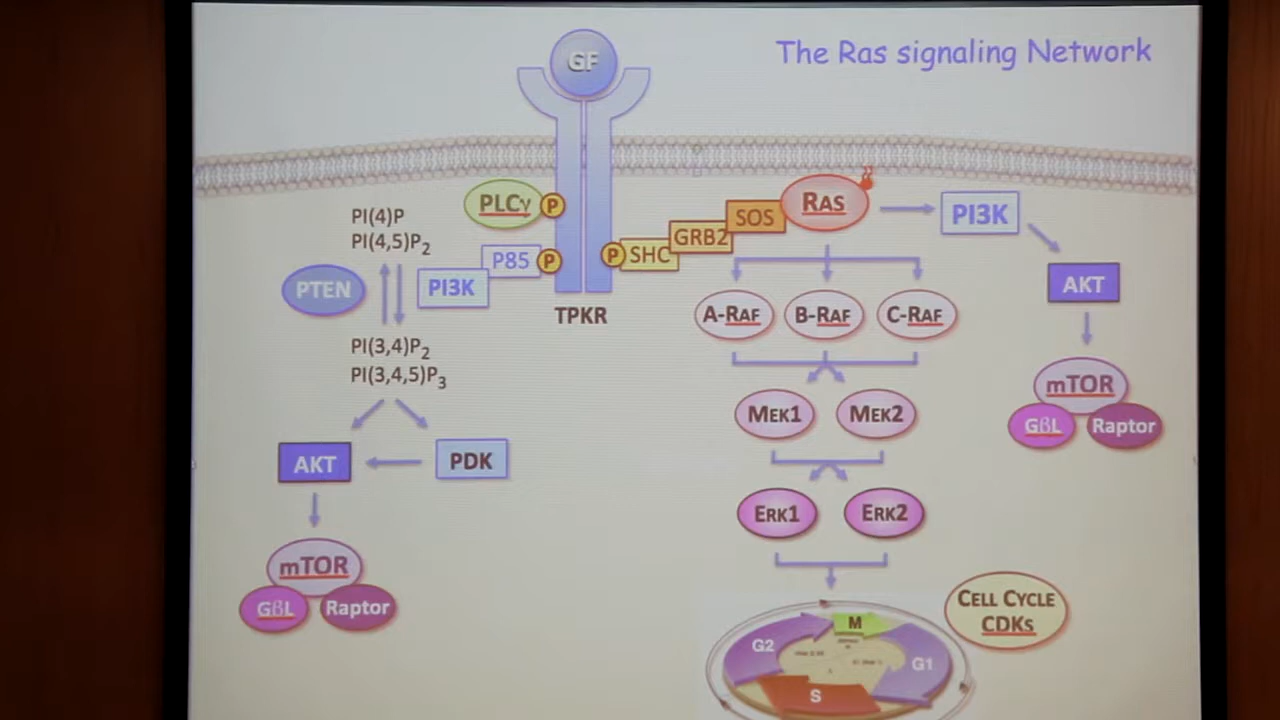 The Ras signaling Network
GF
PLCγ
P
P85
P
PI3K
PI(4)P
PI(4,5)P2
PTEN
PI(3,4)P2
PI(3,4,5)P3
AKT
PDK
mTOR
GβL
Raptor
TPKR
P
SHC
GRB2
SOS
RAS
PI3K
AKT
mTOR
GβL
Raptor
A-RAF
B-RAF
C-RAF
MEK1
MEK2
ERK1
ERK2
CELL CYCLE
CDKs
M
G2
G1
S